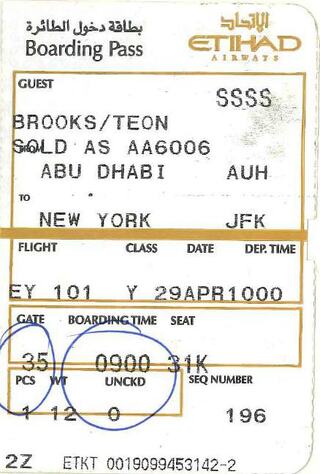 بطاقة دخول الطائرة
Boarding Pass
الاتحاد
ETIHAD
AIRWAYS
GUEST
SSSS
BROOKS/TEON
SOLD AS AA6006
FROM
ABU DHABI AUH
TO
NEW YORK JFK
FLIGHT CLASS DATE DEP. TIME
EY 101 Y 29APR1000
GATE BOARDING TIME SEAT
35 0900 31K
PCS WT UNCKD SEQ NUMBER
1 12 0 196
2Z ETKT 0019099453142-2